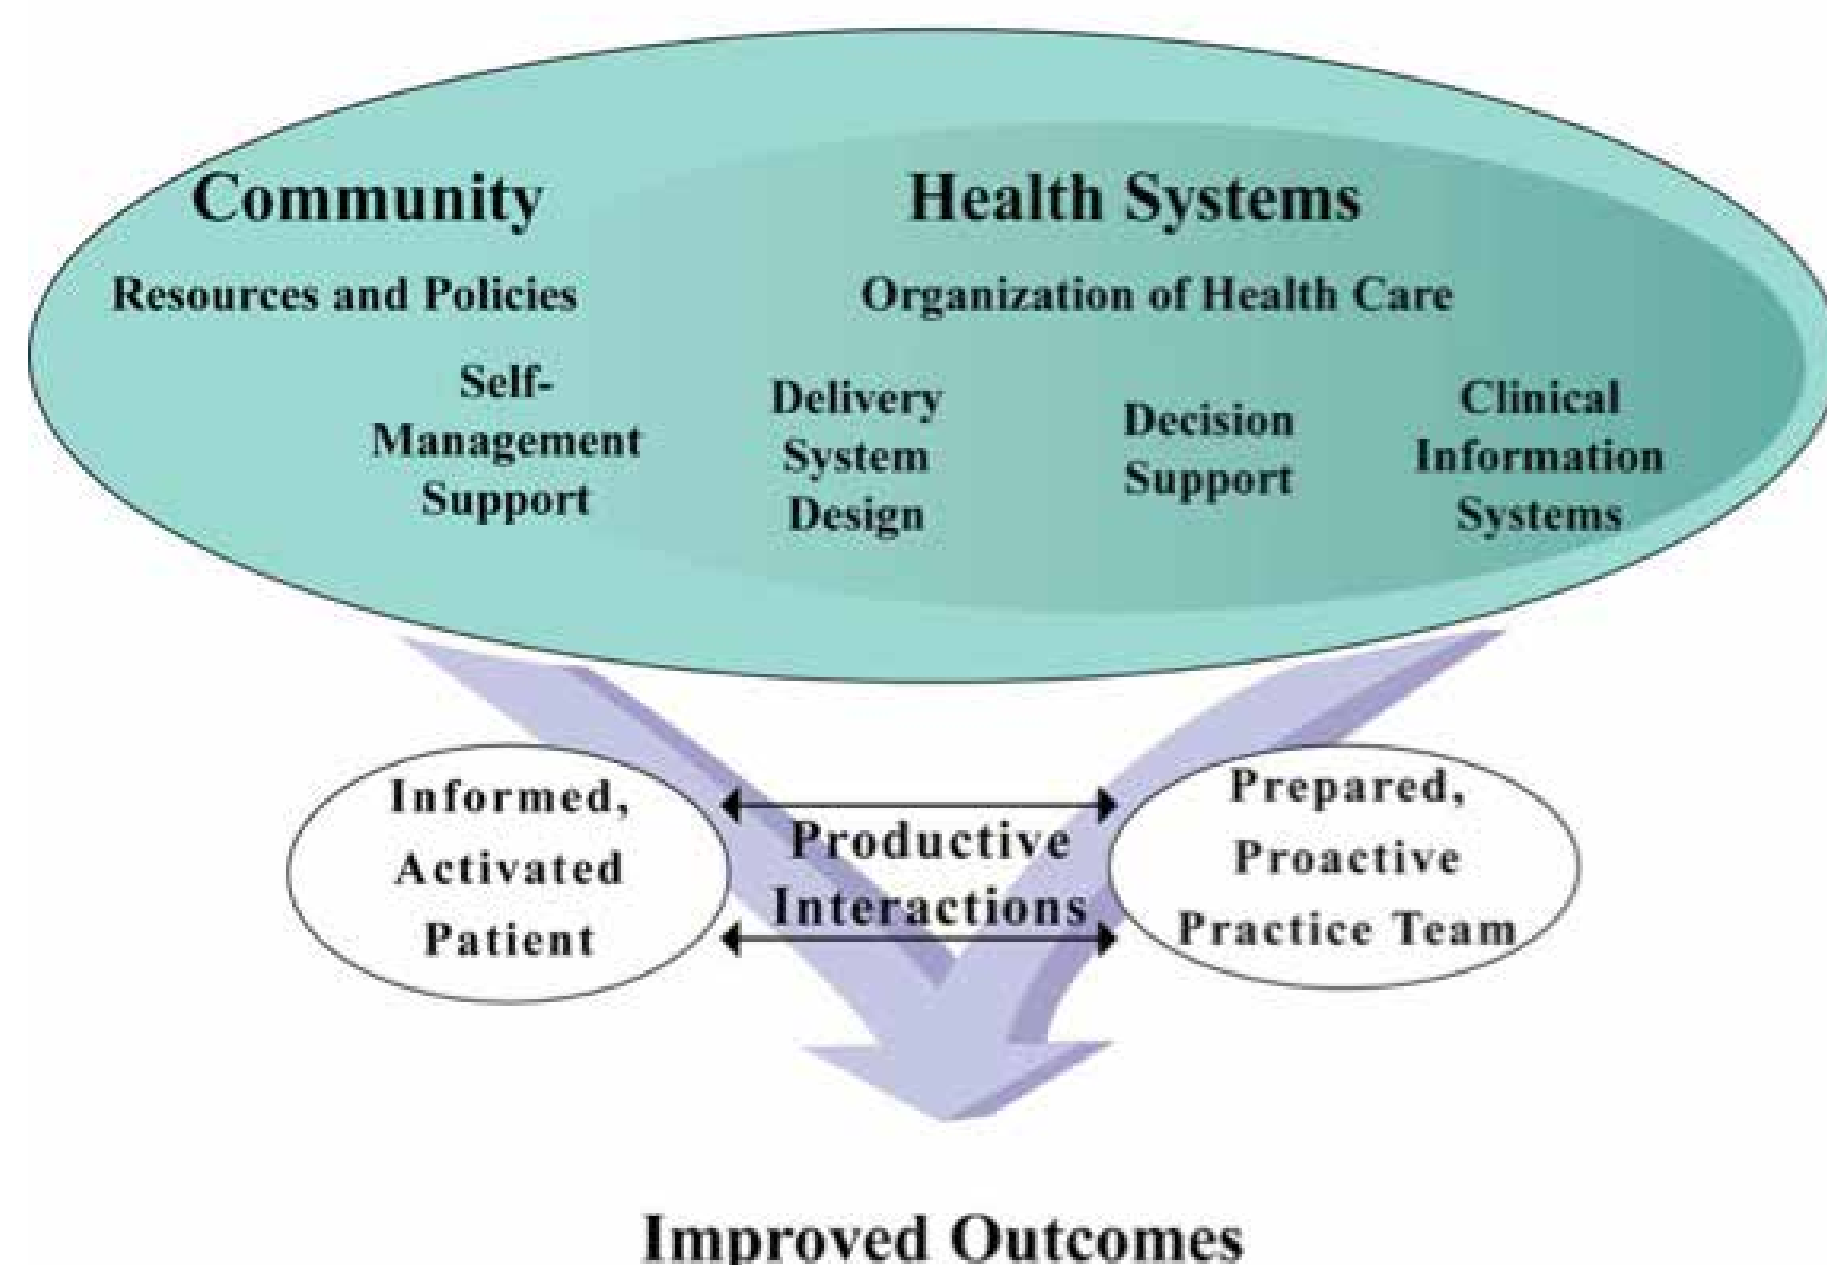 Community
Health Systems
Resources and Policies
Organization of Health Care
Self-
Management
Support
Delivery
System
Design
Decision
Support
Clinical
Information
Systems
Informed,
Activated
Patient
Productive
Interactions
Prepared,
Proactive
Practice Team
Improved Outcomes